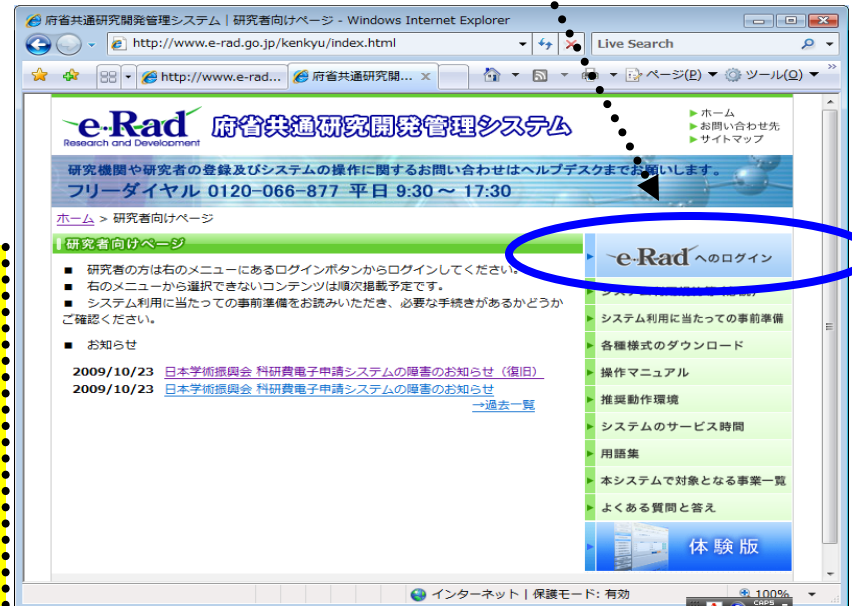 府省共通研究開発管理システム | 研究者向けページ - Windows Internet Explorer
http://www.e-rad.go.jp/kenkyu/index.html
Live Search
http://www.e-rad...
府省共通研究開...
ページ(P)
ツール(O)
e-Rad 府省共通研究開発管理システム
Research and Development
ホーム
お問い合わせ先
サイトマップ
研究機関や研究者の登録及びシステムの操作に関するお問い合わせはヘルプデスクまでお願いします。
フリーダイヤル 0120-066-877 平日 9:30～17:30
ホーム > 研究者向けページ
研究者向けページ
■ 研究者の方は右のメニューにあるログインボタンからログインしてください。
■ 右のメニューから選択できないコンテンツは順次掲載予定です。
■ システム利用に当たっての事前準備をお読みいただき、必要な手続きがあるかどうか
ご確認ください。
■ お知らせ
2009/10/23 日本学術振興会 科研費電子申請システムの障害のお知らせ（復旧）
2009/10/23 日本学術振興会 科研費電子申請システムの障害のお知らせ
→過去一覧
e-Radへのログイン
システム利用に当たっての事前準備
各種様式のダウンロード
操作マニュアル
推奨動作環境
システムのサービス時間
用語集
本システムで対象となる事業一覧
よくある質問と答え
体験版
インターネット | 保護モード: 有効
100%
CAPS